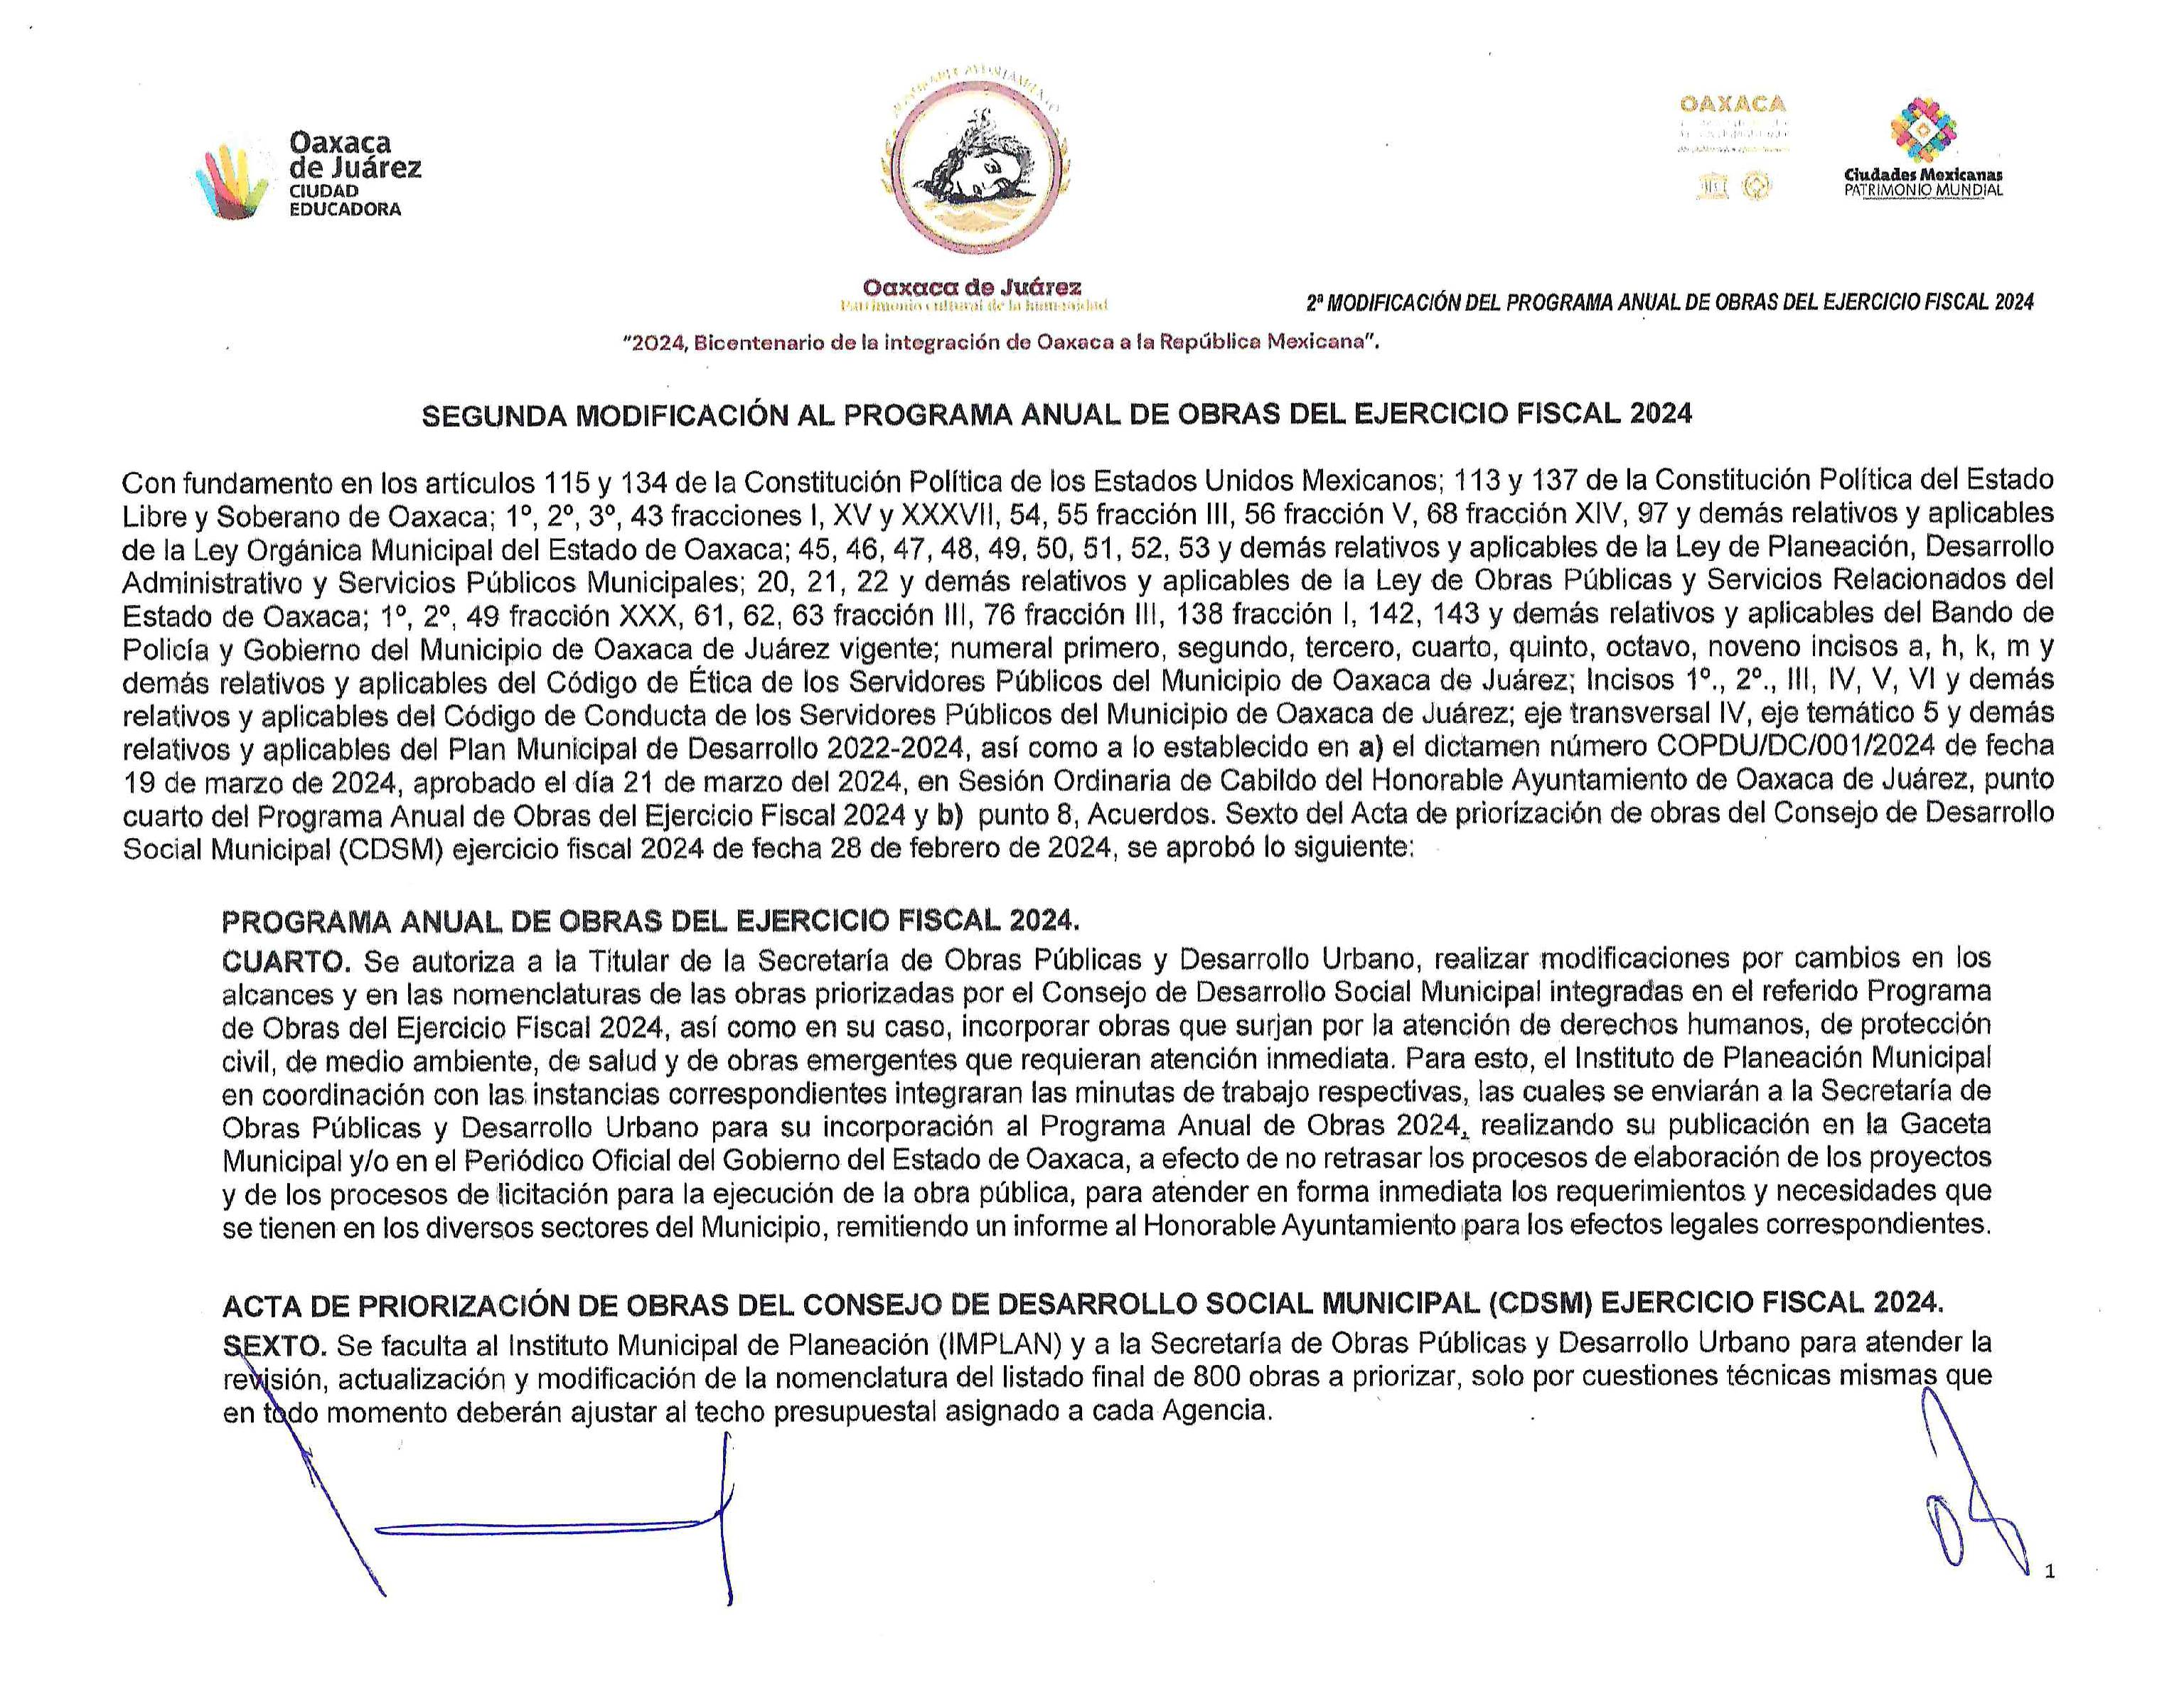 Oaxaca
de Juárez
CIUDAD
EDUCADORA
OAXACA
Ciudades Mexicanas
PATRIMONIO MUNDIAL
Oaxaca de Juárez
Patrimonio cultural de la humanidad
2ª MODIFICACIÓN DEL PROGRAMA ANUAL DE OBRAS DEL EJERCICIO FISCAL 2024
"2024, Bicentenario de la integración de Oaxaca a la República Mexicana".
SEGUNDA MODIFICACIÓN AL PROGRAMA ANUAL DE OBRAS DEL EJERCICIO FISCAL 2024
Con fundamento en los artículos 115 y 134 de la Constitución Política de los Estados Unidos Mexicanos; 113 y 137 de la Constitución Política del Estado
Libre y Soberano de Oaxaca; 1º, 2º, 3º, 43 fracciones I, XV y XXXVII, 54, 55 fracción III, 56 fracción V, 68 fracción XIV, 97 y demás relativos y aplicables
de la Ley Orgánica Municipal del Estado de Oaxaca; 45, 46, 47, 48, 49, 50, 51, 52, 53 y demás relativos y aplicables de la Ley de Planeación, Desarrollo
Administrativo y Servicios Públicos Municipales; 20, 21, 22 y demás relativos y aplicables de la Ley de Obras Públicas y Servicios Relacionados del
Estado de Oaxaca; 1º, 2º, 49 fracción XXX, 61, 62, 63 fracción III, 76 fracción III, 138 fracción I, 142, 143 y demás relativos y aplicables del Bando de
Policía y Gobierno del Municipio de Oaxaca de Juárez vigente; numeral primero, segundo, tercero, cuarto, quinto, octavo, noveno incisos a, h, k, m y
demás relativos y aplicables del Código de Ética de los Servidores Públicos del Municipio de Oaxaca de Juárez; Incisos 1º., 2º., III, IV, V, VI y demás
relativos y aplicables del Código de Conducta de los Servidores Públicos del Municipio de Oaxaca de Juárez; eje transversal IV, eje temático 5 y demás
relativos y aplicables del Plan Municipal de Desarrollo 2022-2024, así como a lo establecido en a) el dictamen número COPDU/DC/001/2024 de fecha
19 de marzo de 2024, aprobado el día 21 de marzo del 2024, en Sesión Ordinaria de Cabildo del Honorable Ayuntamiento de Oaxaca de Juárez, punto
cuarto del Programa Anual de Obras del Ejercicio Fiscal 2024 y b) punto 8, Acuerdos. Sexto del Acta de priorización de obras del Consejo de Desarrollo
Social Municipal (CDSM) ejercicio fiscal 2024 de fecha 28 de febrero de 2024, se aprobó lo siguiente:
PROGRAMA ANUAL DE OBRAS DEL EJERCICIO FISCAL 2024.
CUARTO. Se autoriza a la Titular de la Secretaría de Obras Públicas y Desarrollo Urbano, realizar modificaciones por cambios en los
alcances y en las nomenclaturas de las obras priorizadas por el Consejo de Desarrollo Social Municipal integradas en el referido Programa
de Obras del Ejercicio Fiscal 2024, así como en su caso, incorporar obras que surjan por la atención de derechos humanos, de protección
civil, de medio ambiente, de salud y de obras emergentes que requieran atención inmediata. Para esto, el Instituto de Planeación Municipal
en coordinación con las instancias correspondientes integraran las minutas de trabajo respectivas, las cuales se enviarán a la Secretaría de
Obras Públicas y Desarrollo Urbano para su incorporación al Programa Anual de Obras 2024, realizando su publicación en la Gaceta
Municipal y/o en el Periódico Oficial del Gobierno del Estado de Oaxaca, a efecto de no retrasar los procesos de elaboración de los proyectos
y de los procesos de licitación para la ejecución de la obra pública, para atender en forma inmediata los requerimientos y necesidades que
se tienen en los diversos sectores del Municipio, remitiendo un informe al Honorable Ayuntamiento para los efectos legales correspondientes.
ACTA DE PRIORIZACIÓN DE OBRAS DEL CONSEJO DE DESARROLLO SOCIAL MUNICIPAL (CDSM) EJERCICIO FISCAL 2024.
SEXTO. Se faculta al Instituto Municipal de Planeación (IMPLAN) y a la Secretaría de Obras Públicas y Desarrollo Urbano para atender la
revisión, actualización y modificación de la nomenclatura del listado final de 800 obras a priorizar, solo por cuestiones técnicas mismas que
en todo momento deberán ajustar al techo presupuestal asignado a cada Agencia.
1